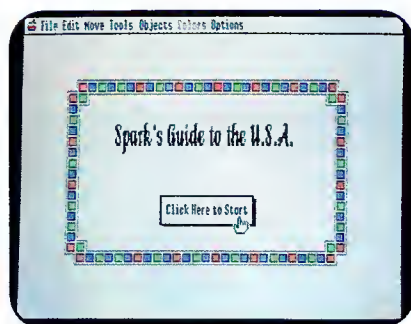 File Edit Move Tools Objects Colors Options
Spark's Guide to the U.S.A.
Click Here to Start